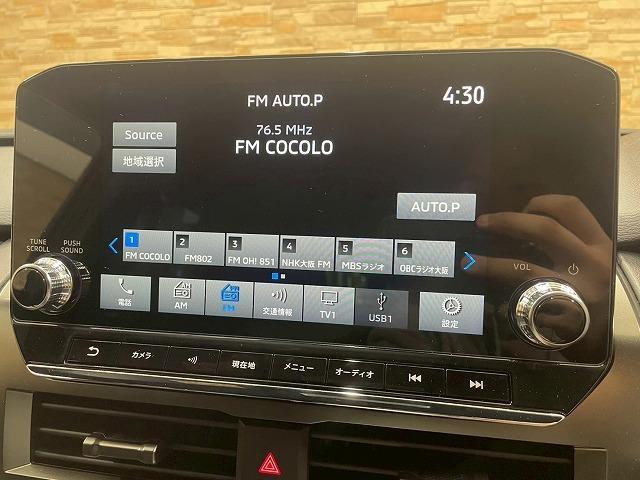 FM AUTO.P
4:30
76.5 MHz
FM COCOLO
Source
地域選択
AUTO.P
TUNE SCROLL
PUSH SOUND
VOL
1 FM COCOLO
2 FM802
3 FM OH! 851
4 NHK大阪 FM
5 MBSラジオ
6 OBCラジオ大阪
電話
AM AM
FM FM
交通情報
TV1
USB1
設定
カメラ
現在地
メニュー
オーディオ